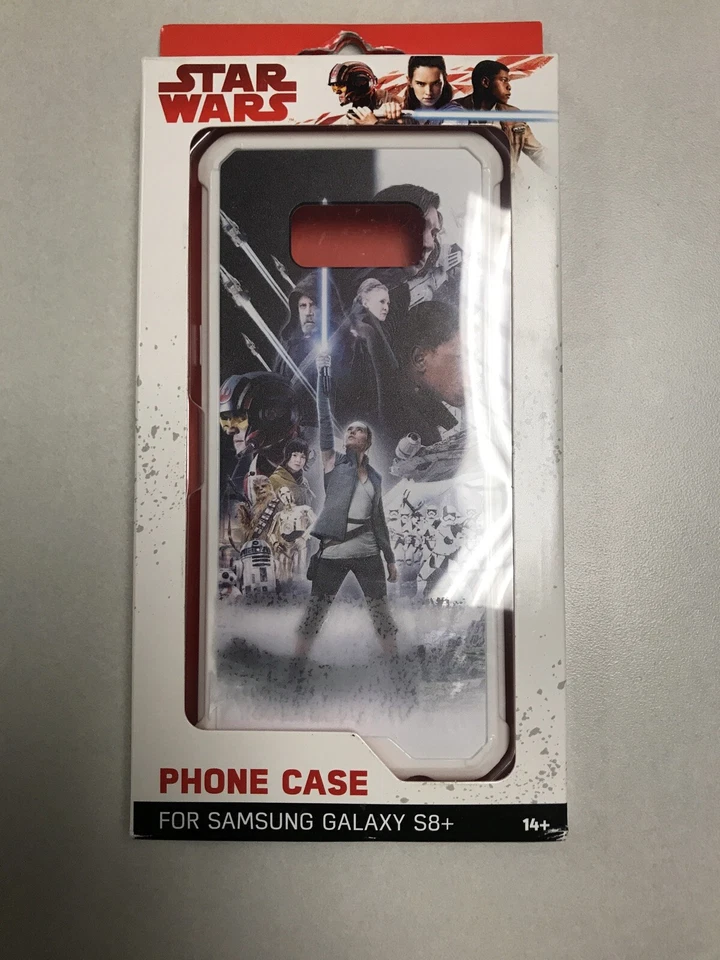 STAR
WARS
PHONE CASE
FOR SAMSUNG GALAXY S8+
14+